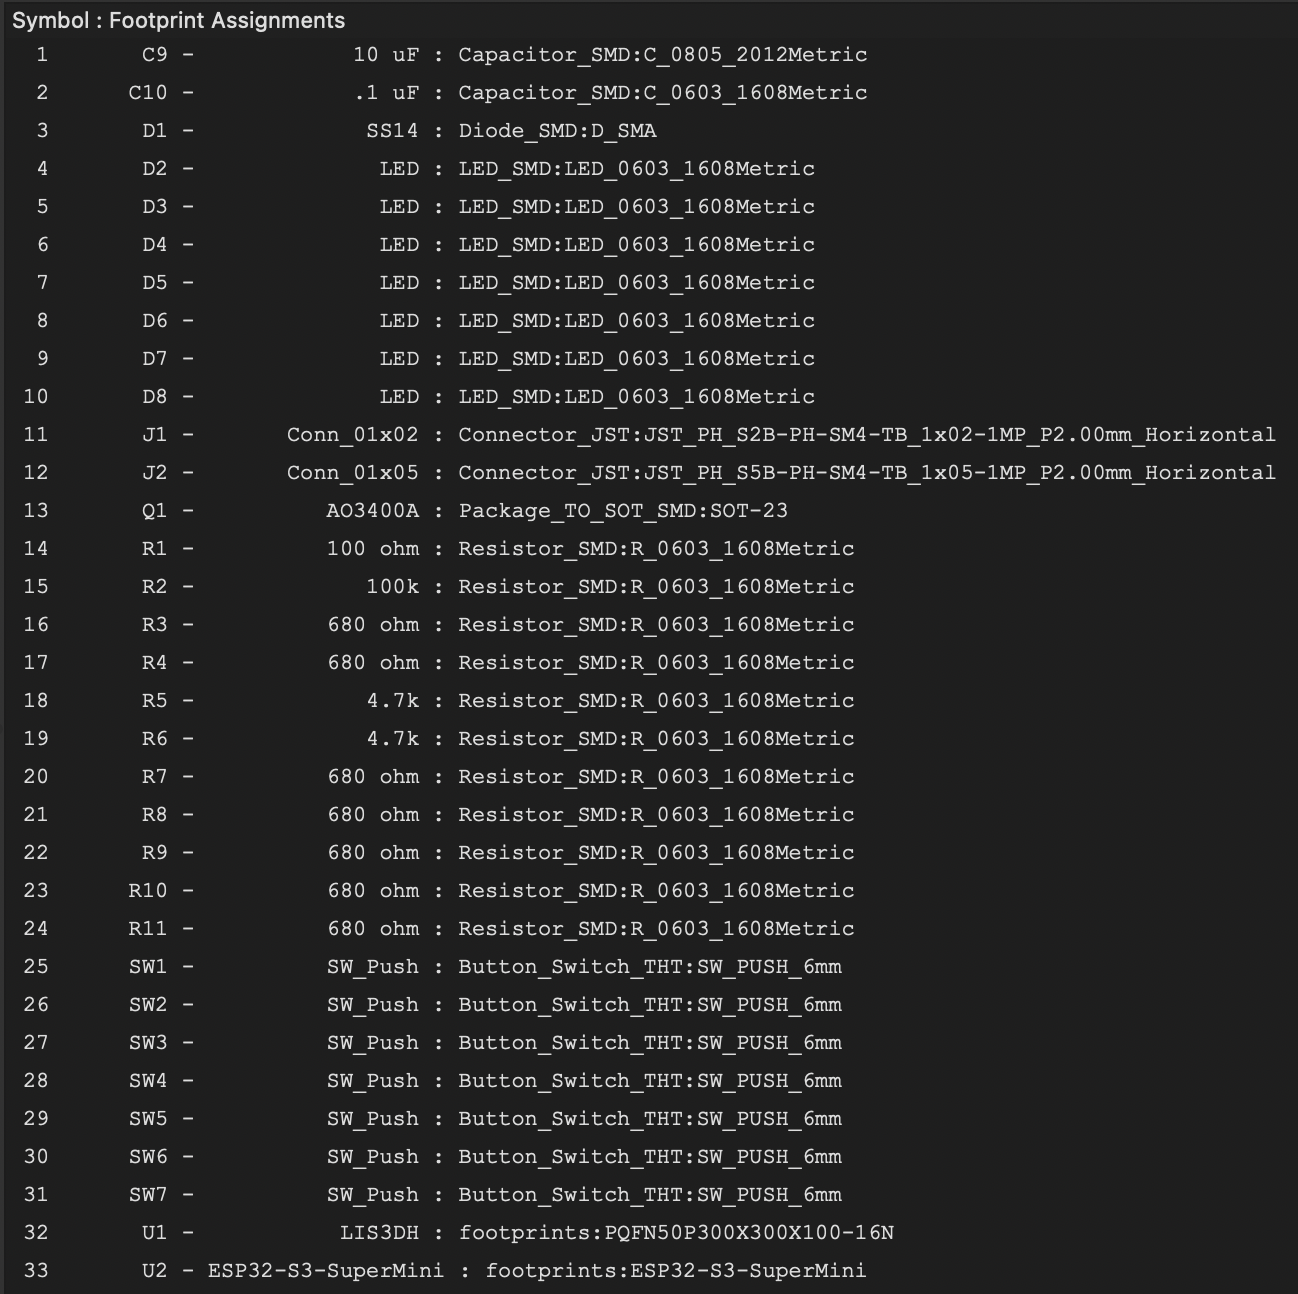 Symbol : Footprint Assignments
1 C9 - 10 uF : Capacitor_SMD:C_0805_2012Metric
2 C10 - .1 uF : Capacitor_SMD:C_0603_1608Metric
3 D1 - SS14 : Diode_SMD:D_SMA
4 D2 - LED : LED_SMD:LED_0603_1608Metric
5 D3 - LED : LED_SMD:LED_0603_1608Metric
6 D4 - LED : LED_SMD:LED_0603_1608Metric
7 D5 - LED : LED_SMD:LED_0603_1608Metric
8 D6 - LED : LED_SMD:LED_0603_1608Metric
9 D7 - LED : LED_SMD:LED_0603_1608Metric
10 D8 - LED : LED_SMD:LED_0603_1608Metric
11 J1 - Conn_01x02 : Connector_JST:JST_PH_S2B-PH-SM4-TB_1x02-1MP_P2.00mm_Horizontal
12 J2 - Conn_01x05 : Connector_JST:JST_PH_S5B-PH-SM4-TB_1x05-1MP_P2.00mm_Horizontal
13 Q1 - AO3400A : Package_TO_SOT_SMD:SOT-23
14 R1 - 100 ohm : Resistor_SMD:R_0603_1608Metric
15 R2 - 100k : Resistor_SMD:R_0603_1608Metric
16 R3 - 680 ohm : Resistor_SMD:R_0603_1608Metric
17 R4 - 680 ohm : Resistor_SMD:R_0603_1608Metric
18 R5 - 4.7k : Resistor_SMD:R_0603_1608Metric
19 R6 - 4.7k : Resistor_SMD:R_0603_1608Metric
20 R7 - 680 ohm : Resistor_SMD:R_0603_1608Metric
21 R8 - 680 ohm : Resistor_SMD:R_0603_1608Metric
22 R9 - 680 ohm : Resistor_SMD:R_0603_1608Metric
23 R10 - 680 ohm : Resistor_SMD:R_0603_1608Metric
24 R11 - 680 ohm : Resistor_SMD:R_0603_1608Metric
25 SW1 - SW_Push : Button_Switch_THT:SW_PUSH_6mm
26 SW2 - SW_Push : Button_Switch_THT:SW_PUSH_6mm
27 SW3 - SW_Push : Button_Switch_THT:SW_PUSH_6mm
28 SW4 - SW_Push : Button_Switch_THT:SW_PUSH_6mm
29 SW5 - SW_Push : Button_Switch_THT:SW_PUSH_6mm
30 SW6 - SW_Push : Button_Switch_THT:SW_PUSH_6mm
31 SW7 - SW_Push : Button_Switch_THT:SW_PUSH_6mm
32 U1 - LIS3DH : footprints:PQFN50P300X300X100-16N
33 U2 - ESP32-S3-SuperMini : footprints:ESP32-S3-SuperMini